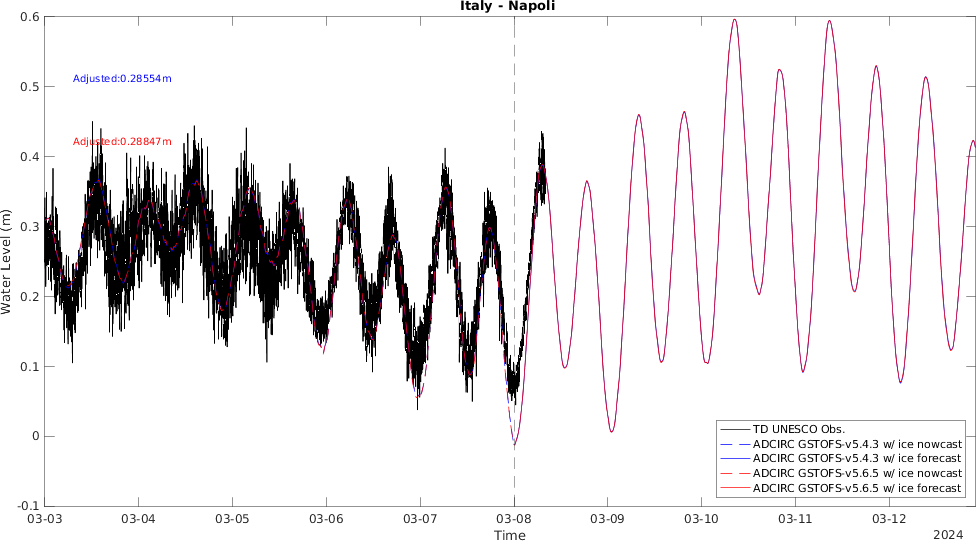 Italy - Napoli
0.6
0.5
0.4
0.3
0.2
0.1
0
-0.1
Water Level (m)
Adjusted:0.28554m
Adjusted:0.28847m
TD UNESCO Obs.
ADCIRC GSTOFS-v5.4.3 w/ ice nowcast
ADCIRC GSTOFS-v5.4.3 w/ ice forecast
ADCIRC GSTOFS-v5.6.5 w/ ice nowcast
ADCIRC GSTOFS-v5.6.5 w/ ice forecast
03-03 03-04 03-05 03-06 03-07 03-08 03-09 03-10 03-11 03-12
Time
2024